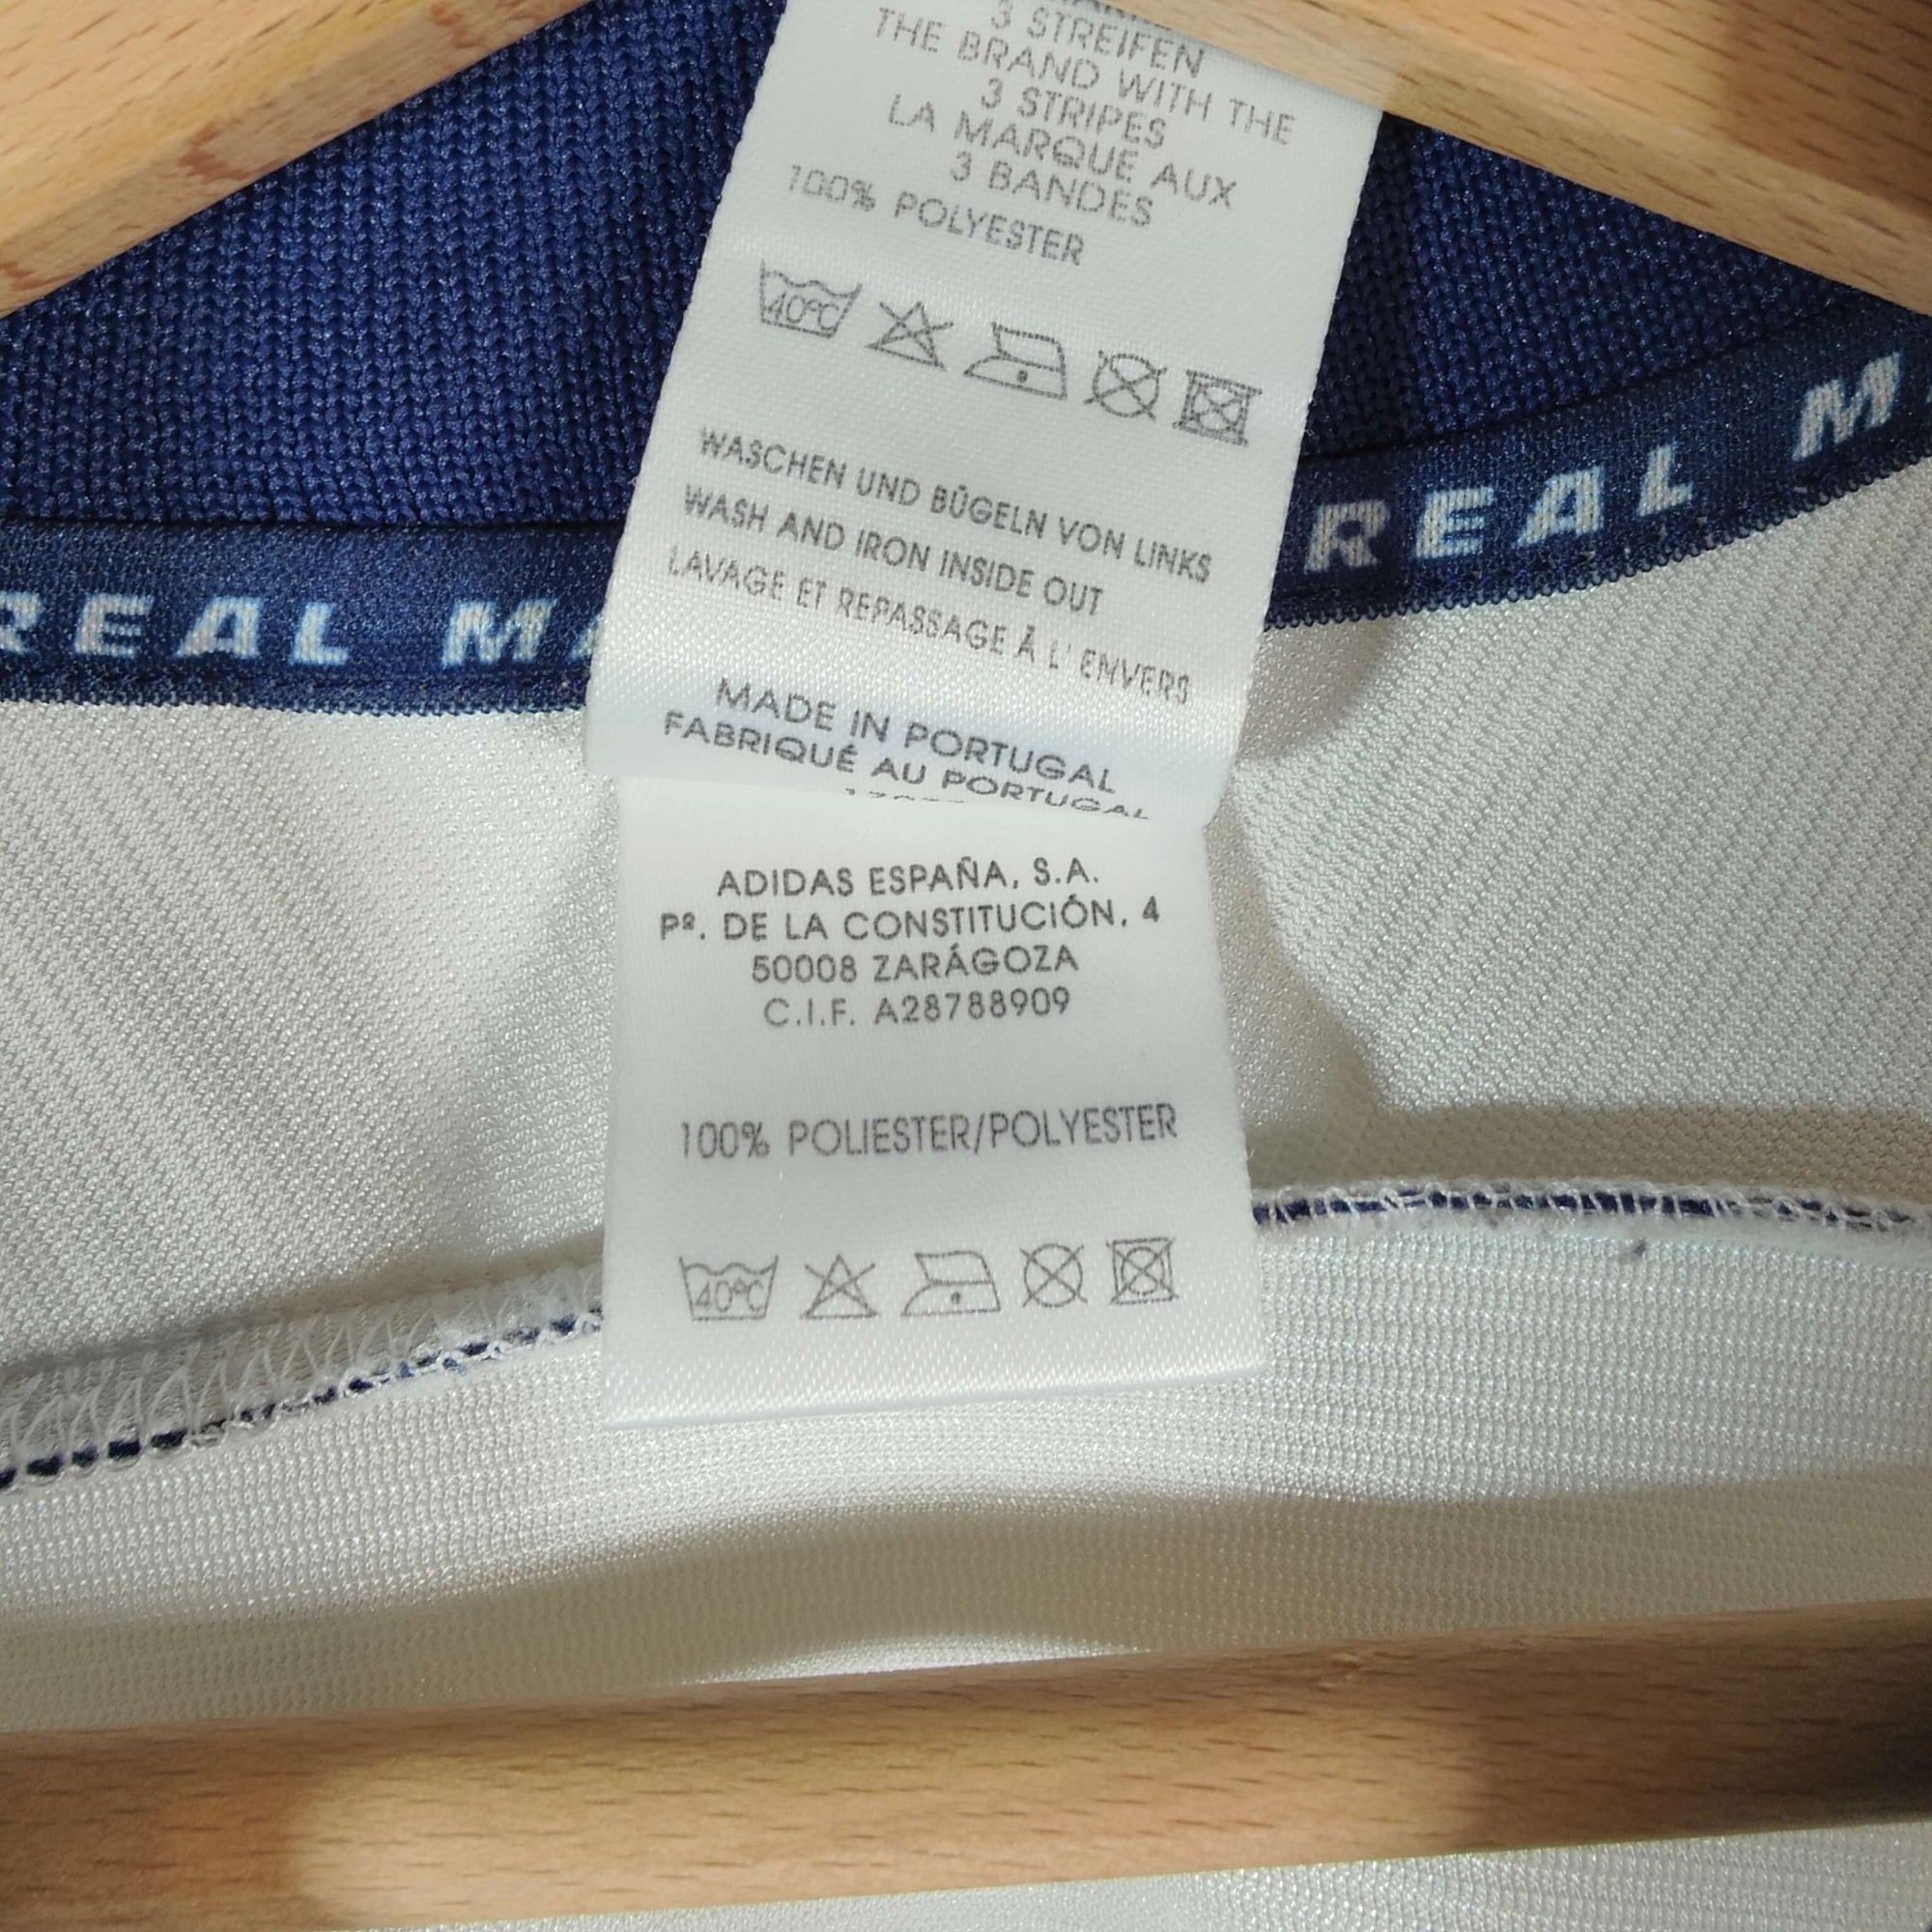 3 STREIFEN
THE BRAND WITH THE
3 STRIPES
LA MARQUE AUX
3 BANDES
100% POLYESTER
40°C
WASCHEN UND BÜGELN VON LINKS
WASH AND IRON INSIDE OUT
LAVAGE ET REPASSAGE À L' ENVERS
MADE IN PORTUGAL
FABRIQUÉ AU PORTUGAL
REAL
REAL M
ADIDAS ESPAÑA, S.A.
Pº. DE LA CONSTITUCIÓN, 4
50008 ZARÁGOZA
C.I.F. A28788909
100% POLIESTER/POLYESTER
40°C